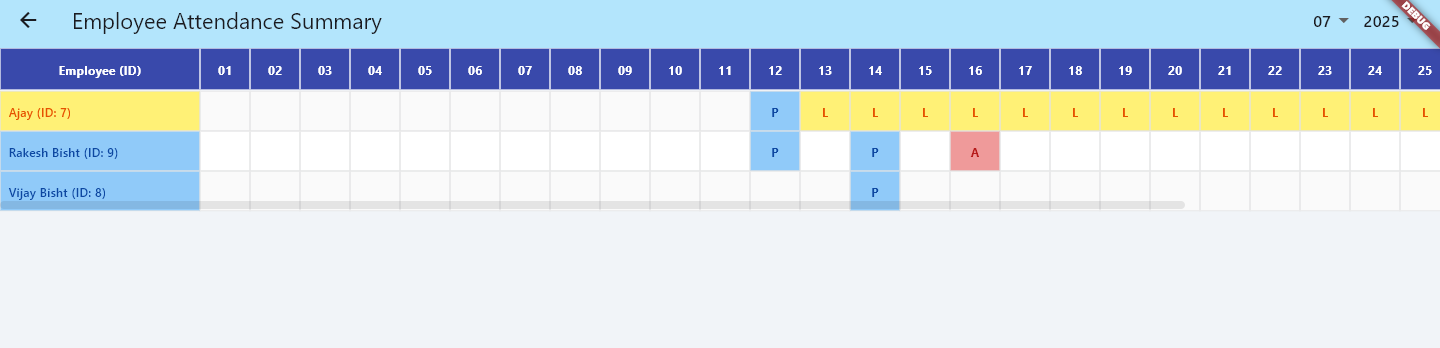 Employee Attendance Summary 07 2025 DEBUG
Employee (ID) 01 02 03 04 05 06 07 08 09 10 11 12 13 14 15 16 17 18 19 20 21 22 23 24 25
Ajay (ID: 7) P L L L L L L L L L L L L L
Rakesh Bisht (ID: 9) P P A
Vijay Bisht (ID: 8) P